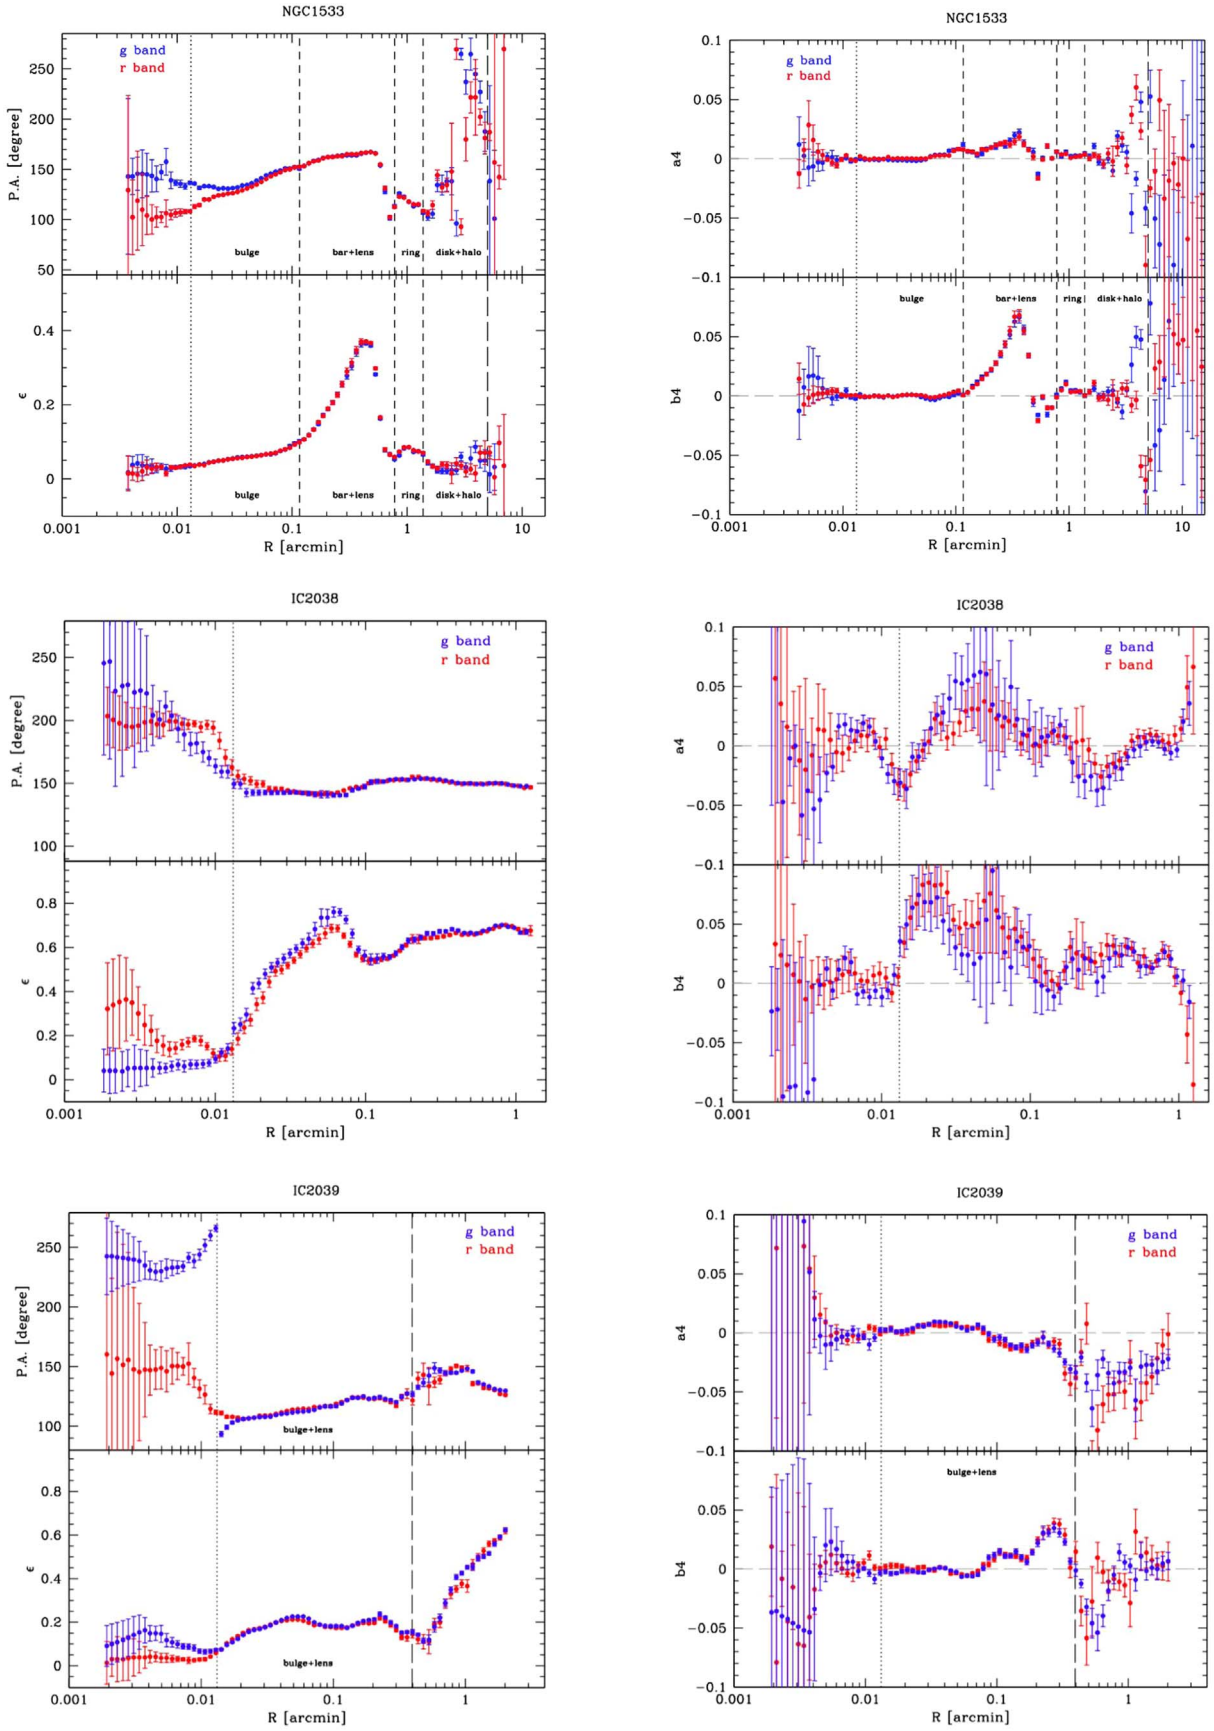 NGC1533
g band
r band
P.A. [degree]
250
200
150
100
50
bulge
bar+lens
ring
disk+halo
ε
0.4
0.2
0
bulge
bar+lens
ring
disk+halo
0.001
0.01
0.1
1
10
R [arcmin]
NGC1533
g band
r band
a4
0.1
0.05
0
−0.05
−0.1
bulge
bar+lens
ring
disk+halo
b4
0.05
0
−0.05
−0.1
0.001
0.01
0.1
1
10
R [arcmin]
IC2038
g band
r band
P.A. [degree]
250
200
150
100
ε
0.8
0.6
0.4
0.2
0
0.001
0.01
0.1
1
R [arcmin]
IC2038
g band
r band
a4
0.1
0.05
0
−0.05
−0.1
b4
0.05
0
−0.05
−0.1
0.001
0.01
0.1
1
R [arcmin]
IC2039
g band
r band
P.A. [degree]
250
200
150
100
bulge+lens
ε
0.8
0.6
0.4
0.2
0
bulge+lens
0.001
0.01
0.1
1
R [arcmin]
IC2039
g band
r band
a4
0.1
0.05
0
−0.05
−0.1
bulge+lens
b4
0.05
0
−0.05
−0.1
0.001
0.01
0.1
1
R [arcmin]